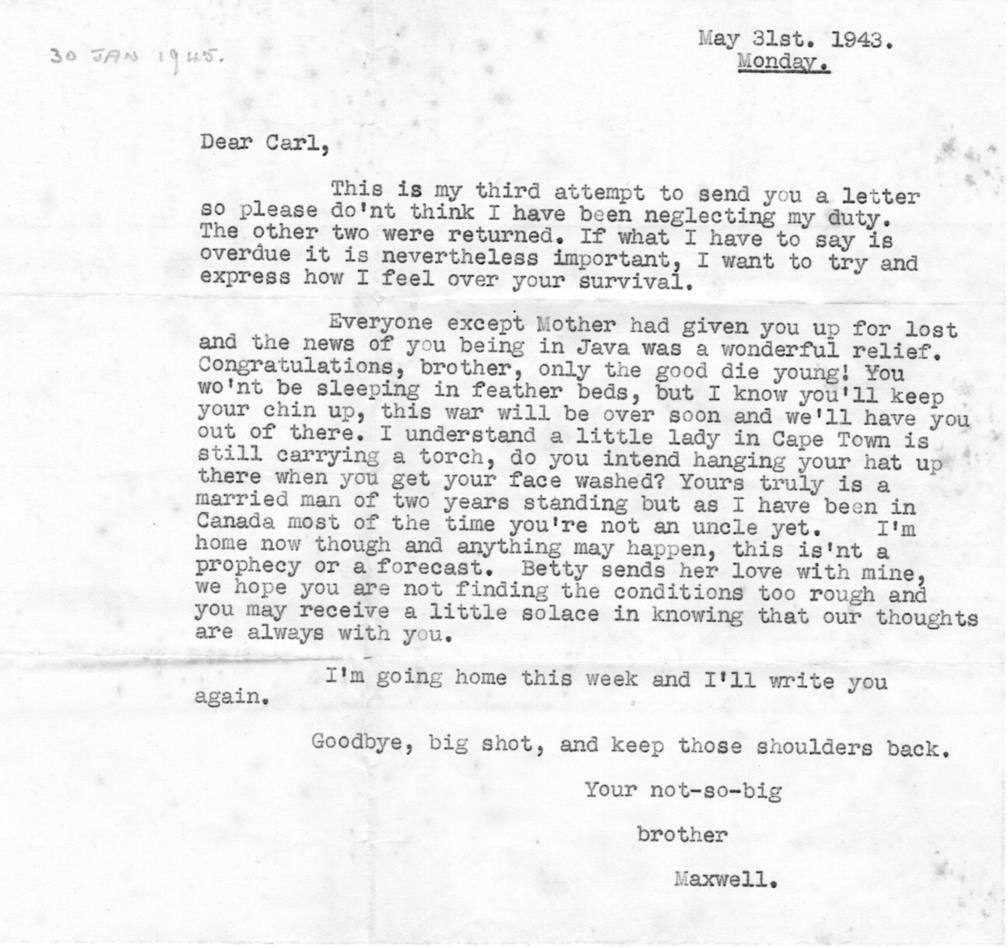 May 31st. 1943.
30 JAN 1945.
Monday.
Dear Carl,
This is my third attempt to send you a letter
so please do'nt think I have been neglecting my duty.
The other two were returned. If what I have to say is
overdue it is nevertheless important, I want to try and
express how I feel over your survival.
Everyone except Mother had given you up for lost
and the news of you being in Java was a wonderful relief.
Congratulations, brother, only the good die young! You
wo'nt be sleeping in feather beds, but I know you'll keep
your chin up, this war will be over soon and we'll have you
out of there. I understand a little lady in Cape Town is
still carrying a torch, do you intend hanging your hat up
there when you get your face washed? Yours truly is a
married man of two years standing but as I have been in
Canada most of the time you're not an uncle yet. I'm
home now though and anything may happen, this is'nt a
prophecy or a forecast. Betty sends her love with mine,
we hope you are not finding the conditions too rough and
you may receive a little solace in knowing that our thoughts
are always with you.
I'm going home this week and I'll write you
again.
Goodbye, big shot, and keep those shoulders back.
Your not-so-big
brother
Maxwell.